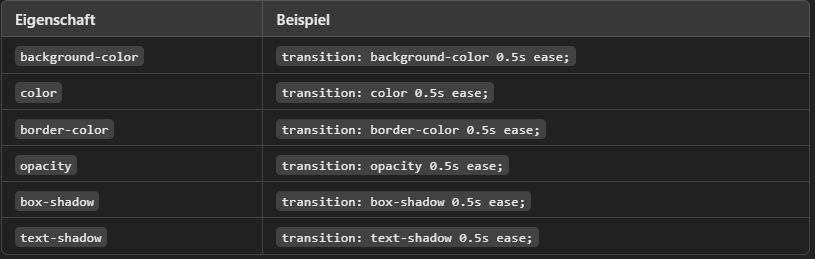 Eigenschaft Beispiel
background-color transition: background-color 0.5s ease;
color transition: color 0.5s ease;
border-color transition: border-color 0.5s ease;
opacity transition: opacity 0.5s ease;
box-shadow transition: box-shadow 0.5s ease;
text-shadow transition: text-shadow 0.5s ease;